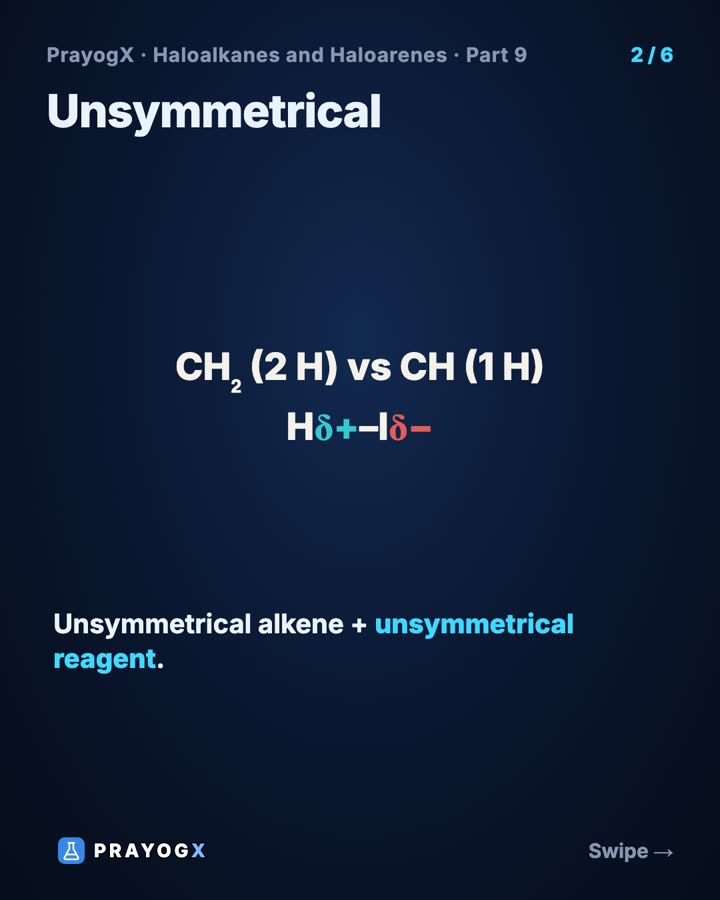 PrayogX · Haloalkanes and Haloarenes · Part 9
2 / 6
Unsymmetrical
CH₂ (2 H) vs CH (1 H)
Hδ+–Iδ−
Unsymmetrical alkene + unsymmetrical
reagent.
PRAYOGX
Swipe →